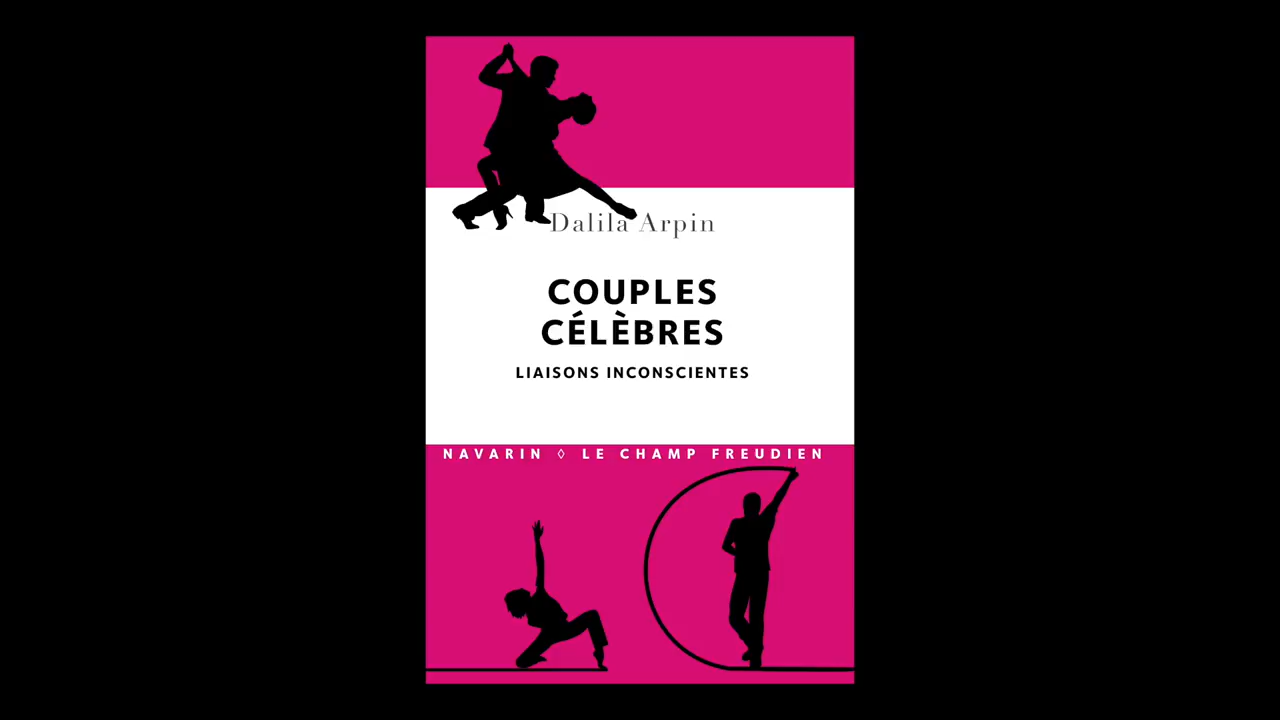 Dalila Arpin
COUPLES
CÉLÈBRES
LIAISONS INCONSCIENTES
NAVARIN ◊ LE CHAMP FREUDIEN